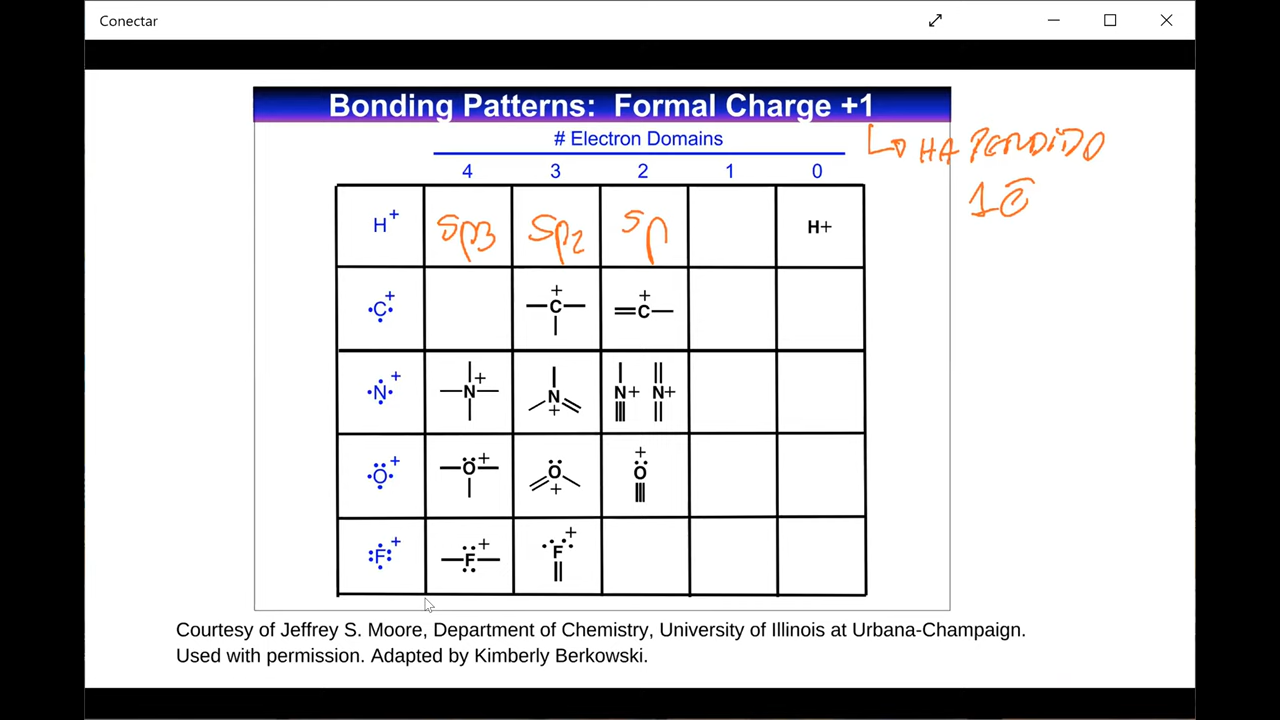 Conectar
Bonding Patterns: Formal Charge +1
# Electron Domains
HA PERDIDO
1ē
4 3 2 1 0
H+ sp3 sp2 sp H+
C+ C+ C+
N+ N+ N+ N+ N+
O+ O+ O+ O+
F+ F+ F+
Courtesy of Jeffrey S. Moore, Department of Chemistry, University of Illinois at Urbana-Champaign.
Used with permission. Adapted by Kimberly Berkowski.